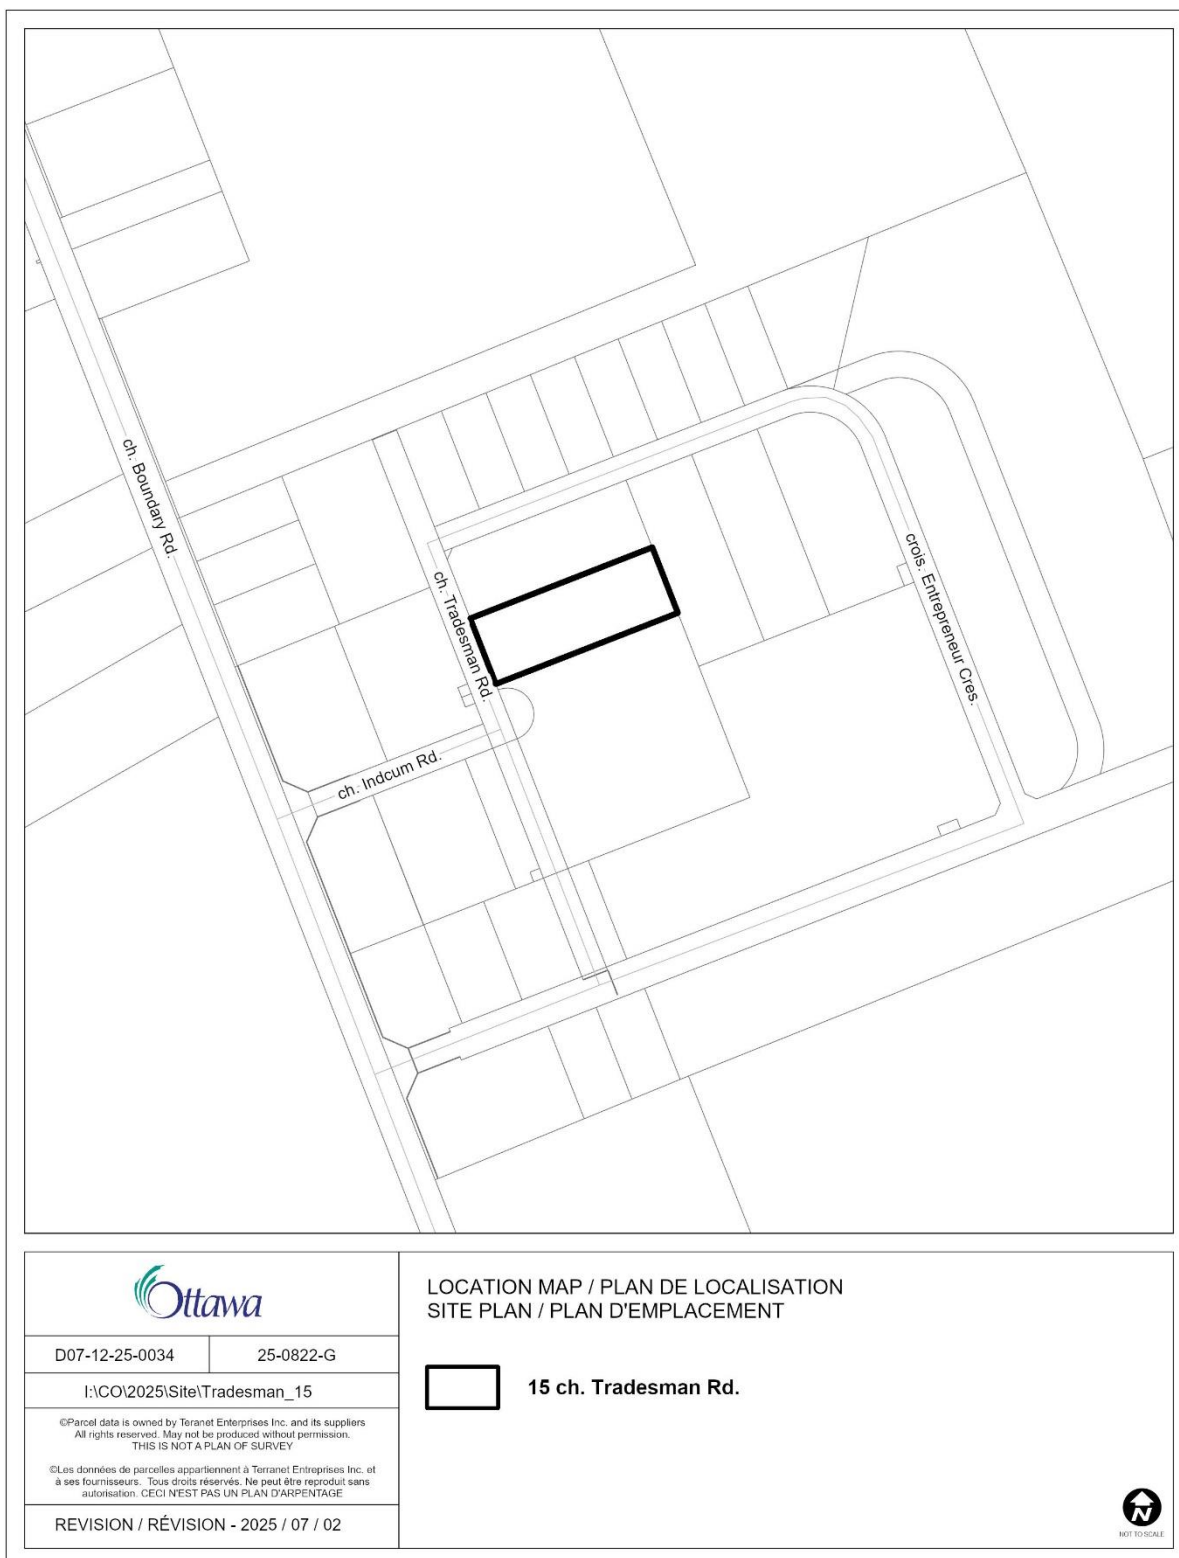 ch. Boundary Rd.
ch. Tradesman Rd.
crois. Entrepreneur Cres.
ch. Indcum Rd.
Ottawa
D07-12-25-0034
25-0822-G
I:\CO\2025\Site\Tradesman_15
©Parcel data is owned by Teranet Enterprises Inc. and its suppliers
All rights reserved. May not be produced without permission.
THIS IS NOT A PLAN OF SURVEY
©Les données de parcelles appartiennent à Terranet Entreprises Inc. et
à ses fournisseurs. Tous droits réservés. Ne peut être reproduit sans
autorisation. CECI N'EST PAS UN PLAN D'ARPENTAGE
REVISION / RÉVISION - 2025 / 07 / 02
LOCATION MAP / PLAN DE LOCALISATION
SITE PLAN / PLAN D'EMPLACEMENT
15 ch. Tradesman Rd.
N
NOT TO SCALE